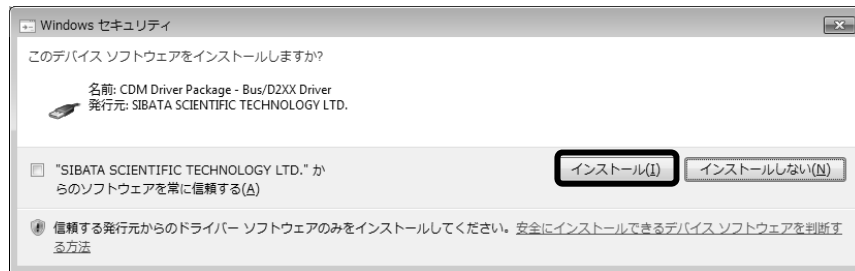 Windows セキュリティ
このデバイス ソフトウェアをインストールしますか?
名前: CDM Driver Package - Bus/D2XX Driver
発行元: SIBATA SCIENTIFIC TECHNOLOGY LTD.
"SIBATA SCIENTIFIC TECHNOLOGY LTD." か
らのソフトウェアを常に信頼する(A)
インストール(I)
インストールしない(N)
信頼する発行元からのドライバー ソフトウェアのみをインストールしてください。安全にインストールできるデバイス ソフトウェアを判断す
る方法